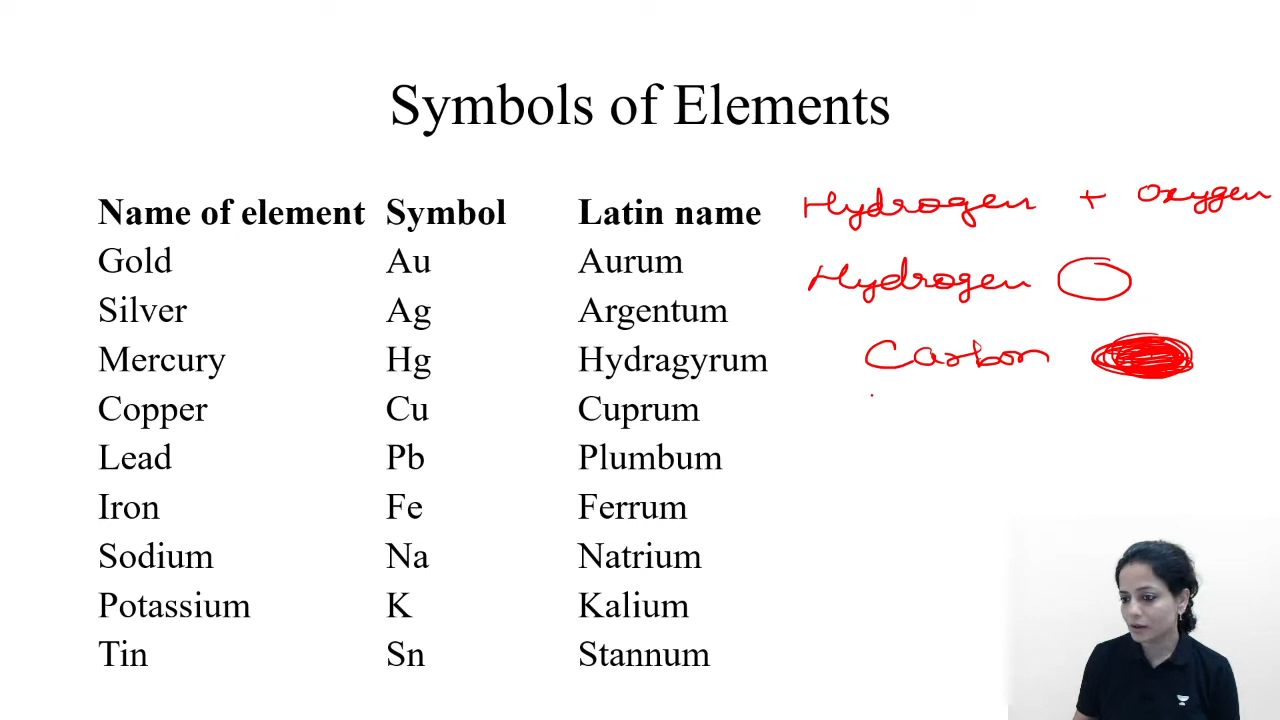 Symbols of Elements
Name of element Symbol Latin name
Gold Au Aurum
Silver Ag Argentum
Mercury Hg Hydragyrum
Copper Cu Cuprum
Lead Pb Plumbum
Iron Fe Ferrum
Sodium Na Natrium
Potassium K Kalium
Tin Sn Stannum
Hydrogen + Oxygen
Hydrogen
Carbon